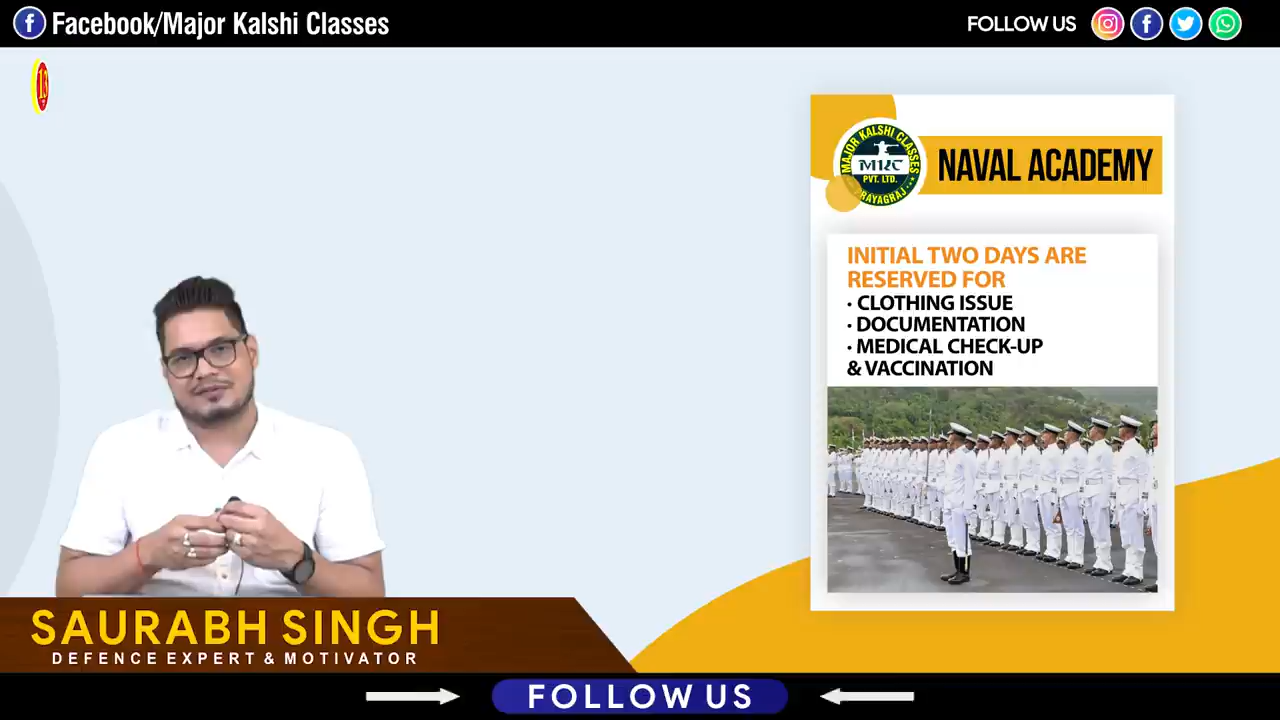 Facebook/Major Kalshi Classes
FOLLOW US
13
MAJOR KALSHI CLASSES
MKC
PVT. LTD.
PRAYAGRAJ
NAVAL ACADEMY
INITIAL TWO DAYS ARE
RESERVED FOR
· CLOTHING ISSUE
· DOCUMENTATION
· MEDICAL CHECK-UP
& VACCINATION
SAURABH SINGH
DEFENCE EXPERT & MOTIVATOR
FOLLOW US